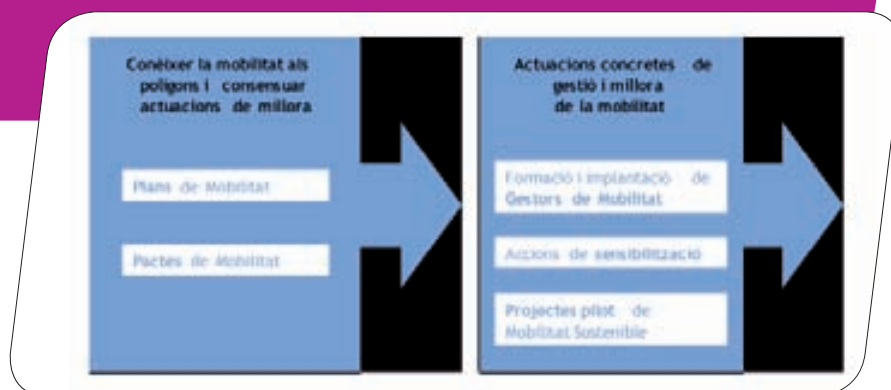 Conèixer la mobilitat als
polígons i consensuar
actuacions de millora
Plans de Mobilitat
Pactes de Mobilitat
Actuacions concretes de
gestió i millora
de la mobilitat
Formació i implantació de
Gestors de Mobilitat
Accions de sensibilització
Projectes pilot de
Mobilitat Sostenible